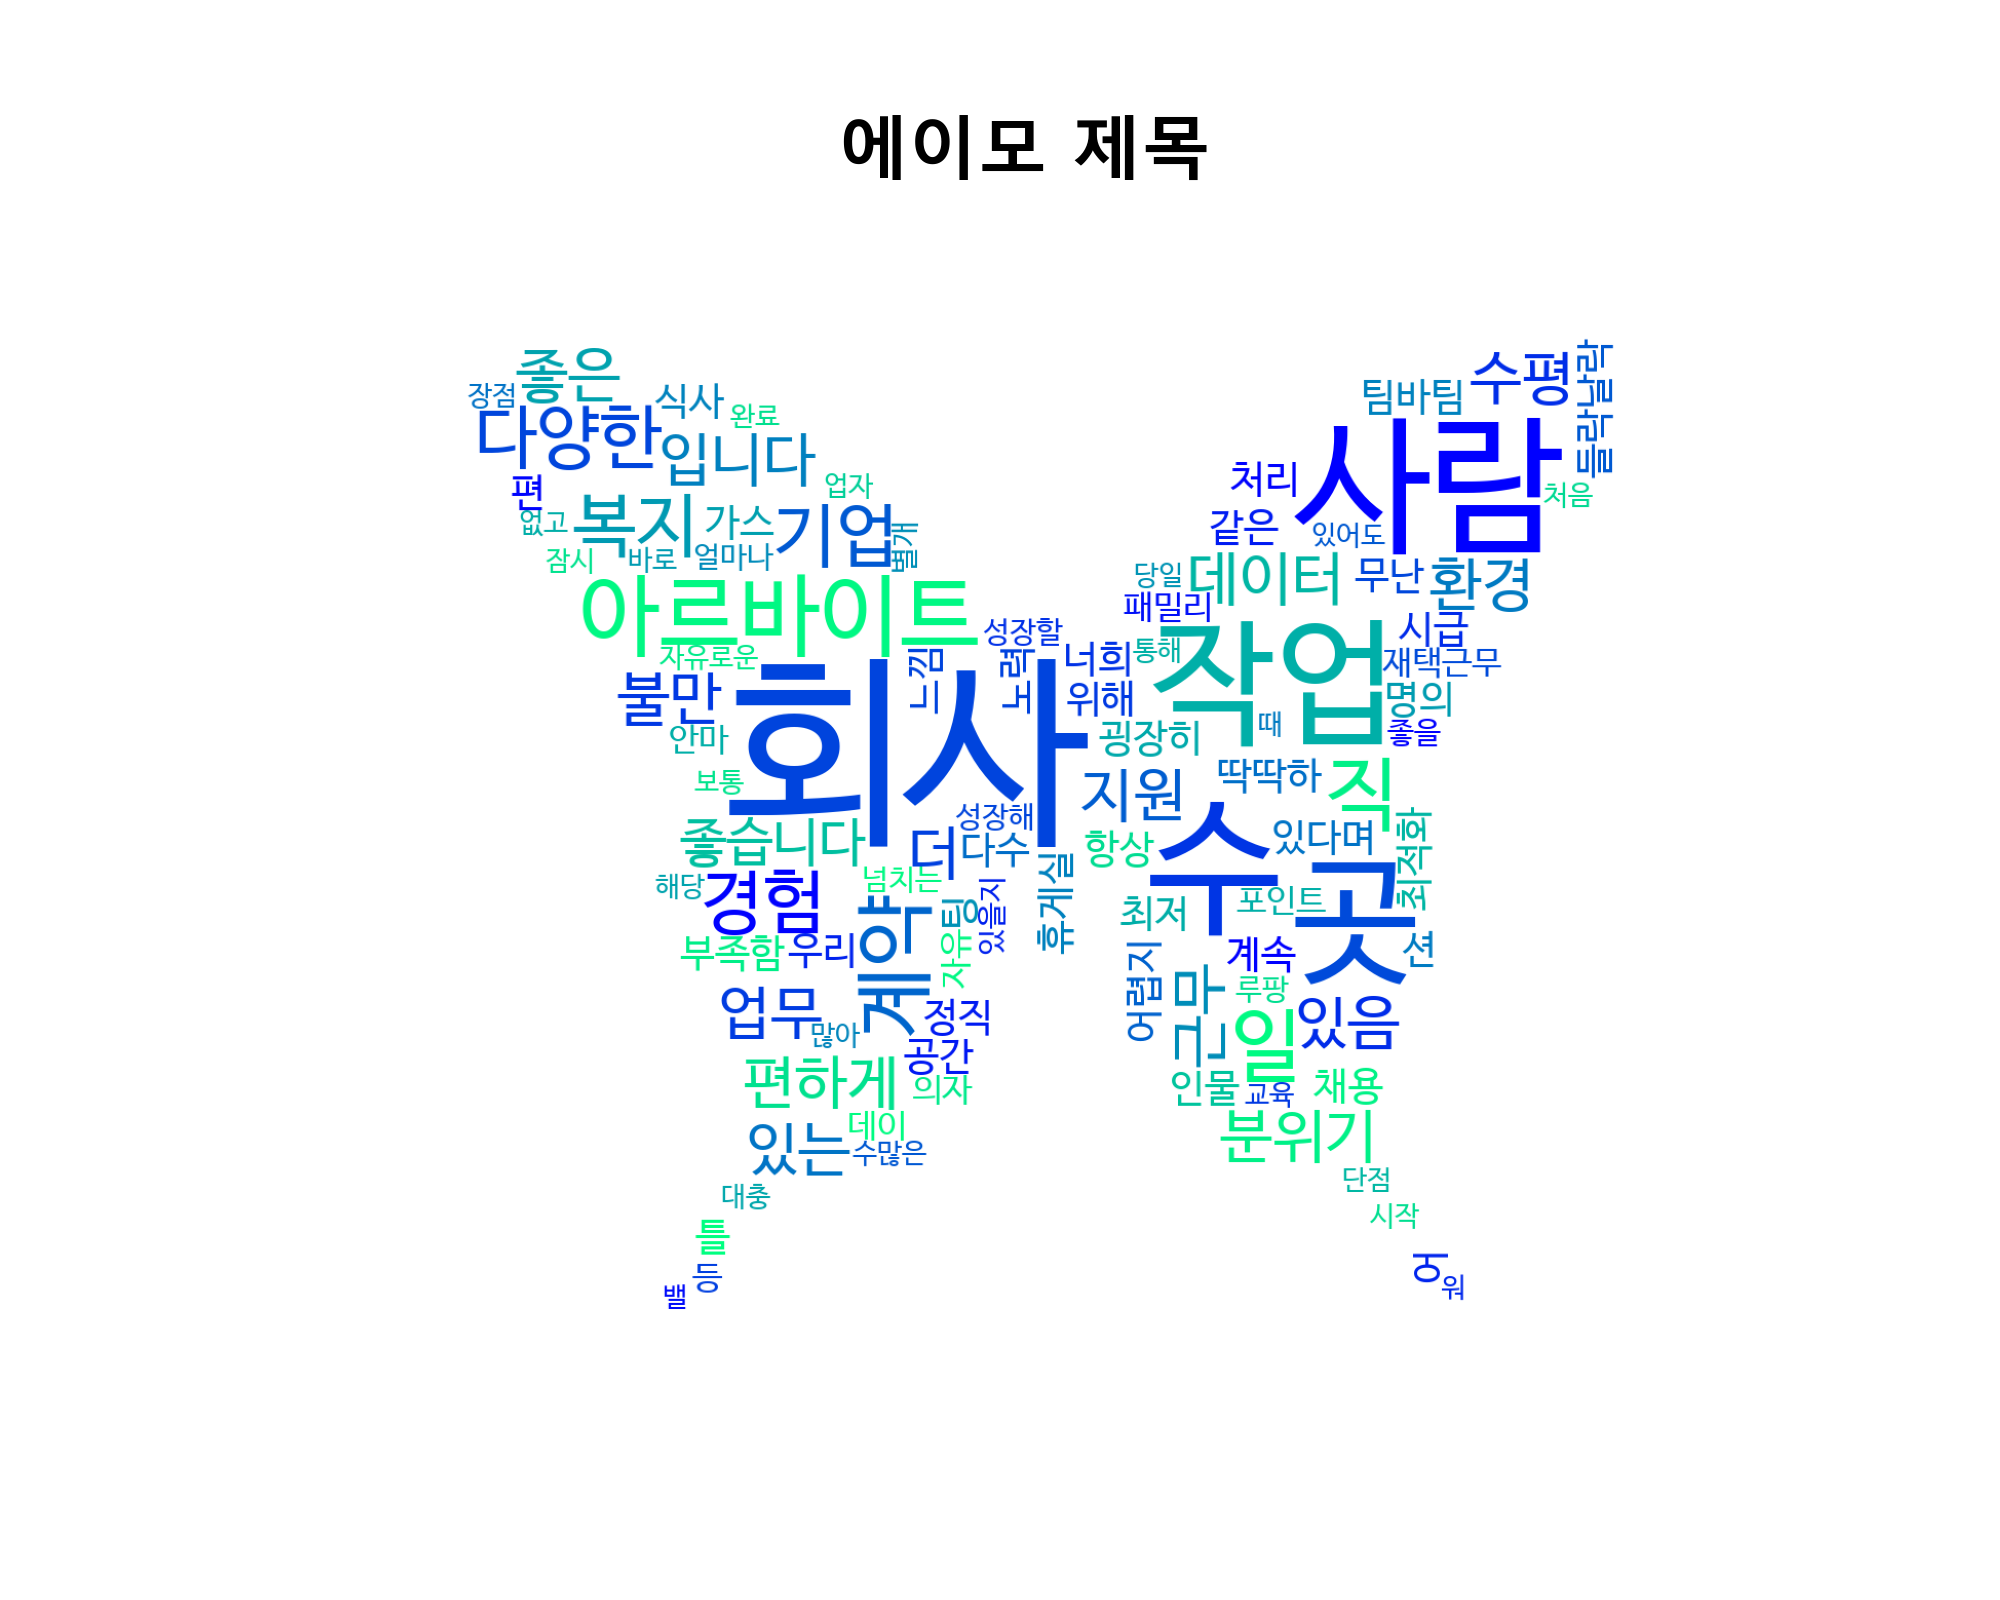 에이모 제목
좋은
장점
다양한
식사
완료
입니다
편
업자
없고
복지
가스
기업
별개
잠시
바로
얼마나
아르바이트
자유로운
불만
안마
보통
회사
느낌
노력
성장할
너희
위해
좋습니다
더
성장해
다수
해당
경험
넘치든
부족함
우리
계약
팅
자유
있을지
휴게실
업무
많아
정직
공간
편하게
의자
데이
있는
수많은
대충
틀
등
밸
수평
들락날락
팀바팀
사람
처리
처음
같은
있어도
당일
데이터
무난
환경
패밀리
시급
통해
작업
재택근무
명의
때
좋을
굉장히
지원
딱딱하
직
수
있다며
항상
곳
최적화
최저
포인트
어렵지
계속
션
루팡
근무
일
있음
인물
교육
채용
분위기
단점
시작
어
워